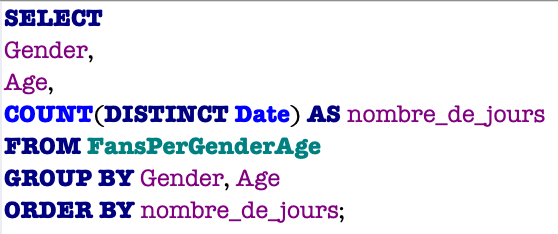 SELECT
Gender,
Age,
COUNT(DISTINCT Date) AS nombre_de_jours
FROM FansPerGenderAge
GROUP BY Gender, Age
ORDER BY nombre_de_jours;